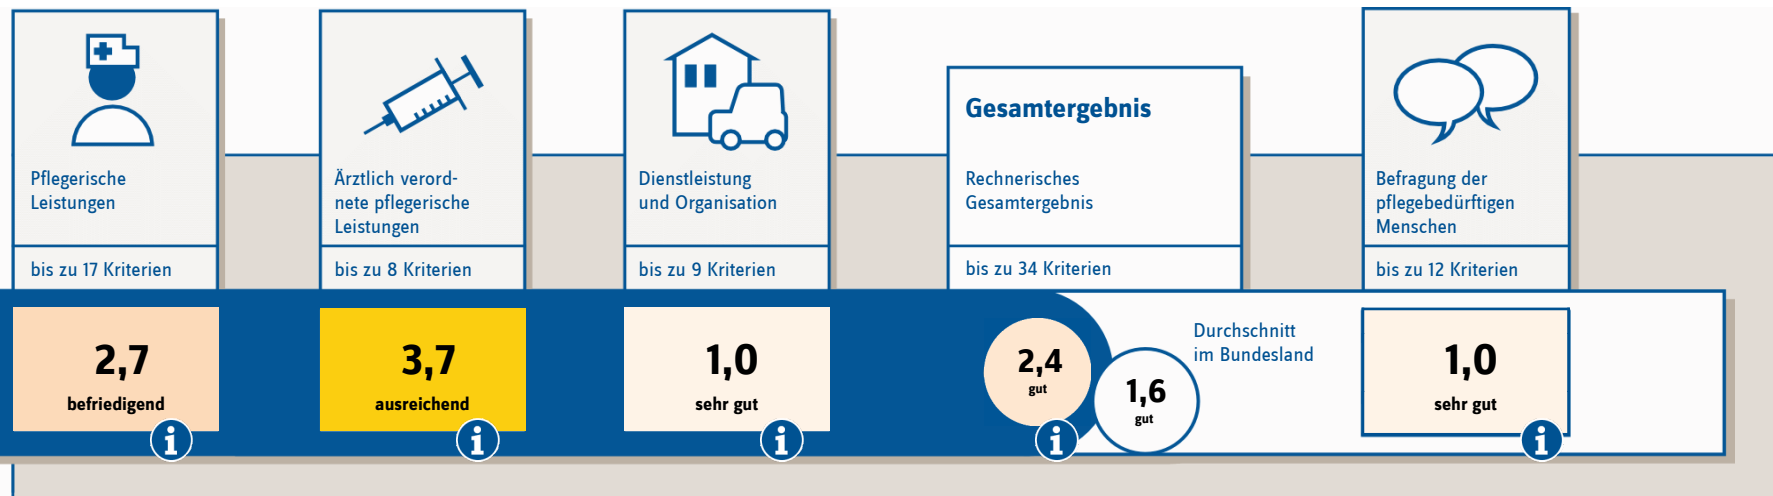 Pflegerische
Leistungen
bis zu 17 Kriterien
2,7
befriedigend
i
Ärztlich verord-
nete pflegerische
Leistungen
bis zu 8 Kriterien
3,7
ausreichend
i
Dienstleistung
und Organisation
bis zu 9 Kriterien
1,0
sehr gut
i
Gesamtergebnis
Rechnerisches
Gesamtergebnis
bis zu 34 Kriterien
2,4
gut
i
1,6
gut
Durchschnitt
im Bundesland
Befragung der
pflegebedürftigen
Menschen
bis zu 12 Kriterien
1,0
sehr gut
i